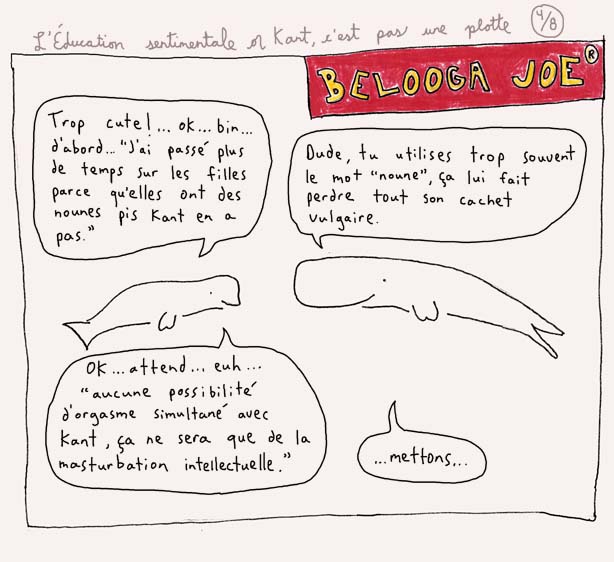 L'Éducation sentimentale or Kant, c'est pas une plotte 4/8
BELOOGA JOE ®
Trop cute!... ok... bin...
d'abord... "J'ai passé plus
de temps sur les filles
parce qu'elles ont des
nounes pis Kant en a
pas."
Dude, tu utilises trop souvent
le mot "noune", ça lui fait
perdre tout son cachet
vulgaire.
OK... attend... euh...
"aucune possibilité
d'orgasme simultané avec
Kant, ça ne sera que de la
masturbation intellectuelle."
...mettons...